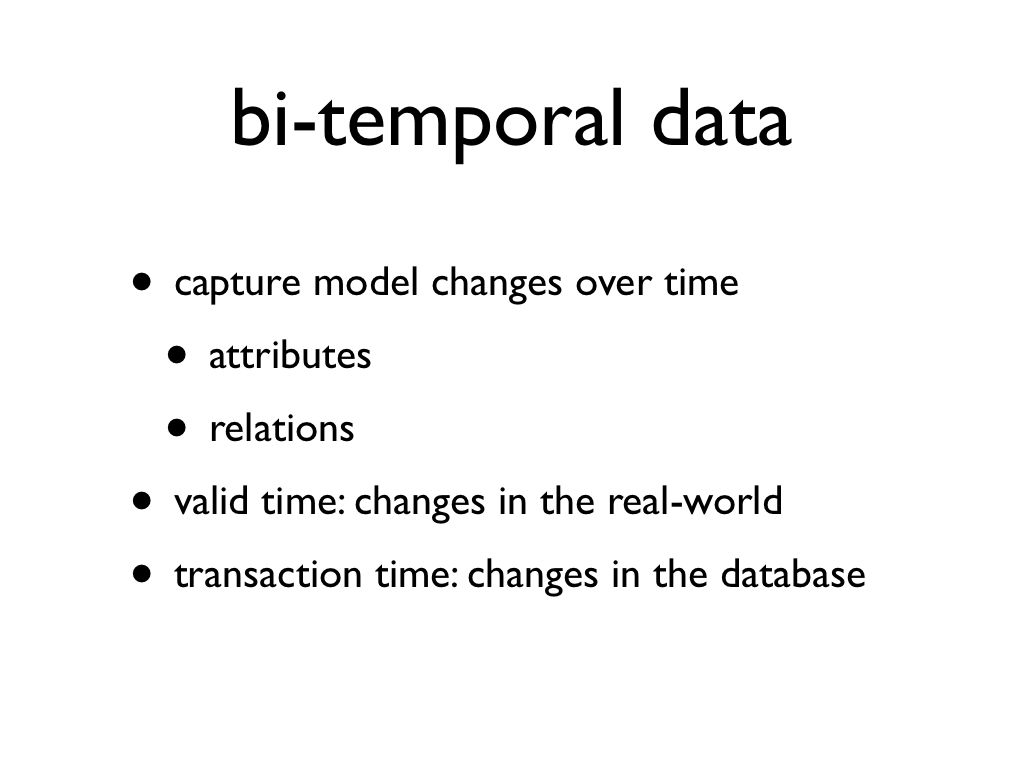 bi-temporal data
• capture model changes over time
• attributes
• relations
• valid time: changes in the real-world
• transaction time: changes in the database